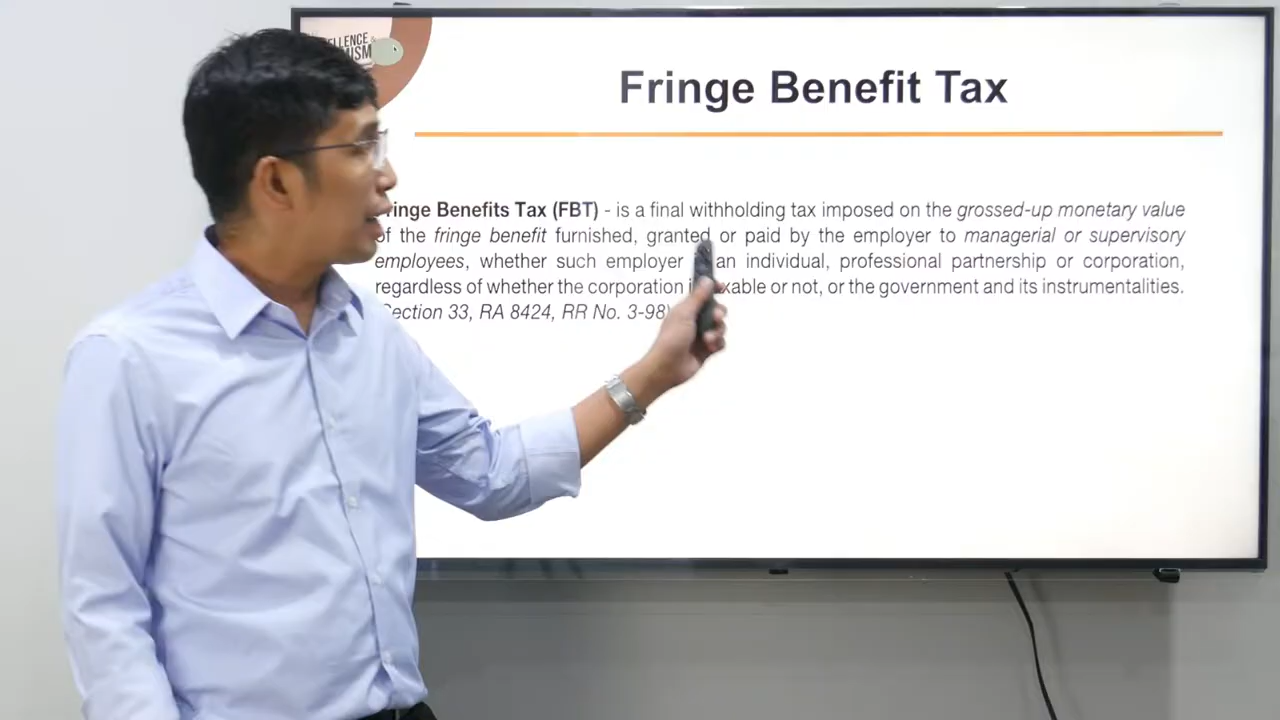 Fringe Benefit Tax
ringe Benefits Tax (FBT) - is a final withholding tax imposed on the grossed-up monetary value
of the fringe benefit furnished, granted or paid by the employer to managerial or supervisory
employees, whether such employer an individual, professional partnership or corporation,
regardless of whether the corporation xable or not, or the government and its instrumentalities.
ection 33, RA 8424, RR No. 3-98)